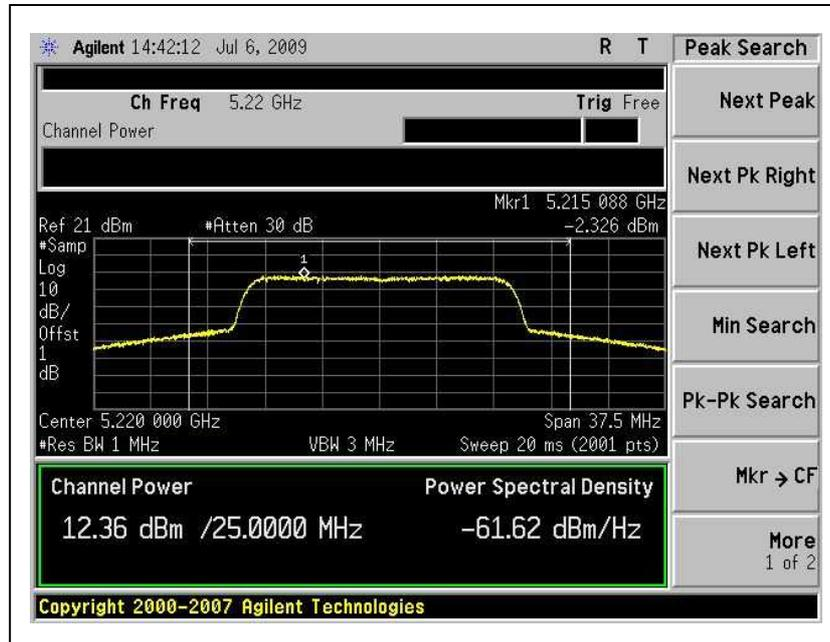 Agilent 14:42:12 Jul 6, 2009 R T
Peak Search
Ch Freq 5.22 GHz Trig Free
Channel Power
Mkr1 5.215 088 GHz
Ref 21 dBm #Atten 30 dB -2.326 dBm
#Samp
Log
10
dB/
Offst
1
dB
1
Center 5.220 000 GHz Span 37.5 MHz
#Res BW 1 MHz VBW 3 MHz Sweep 20 ms (2001 pts)
Channel Power Power Spectral Density
12.36 dBm /25.0000 MHz -61.62 dBm/Hz
Copyright 2000-2007 Agilent Technologies
Next Peak
Next Pk Right
Next Pk Left
Min Search
Pk-Pk Search
Mkr → CF
More
1 of 2